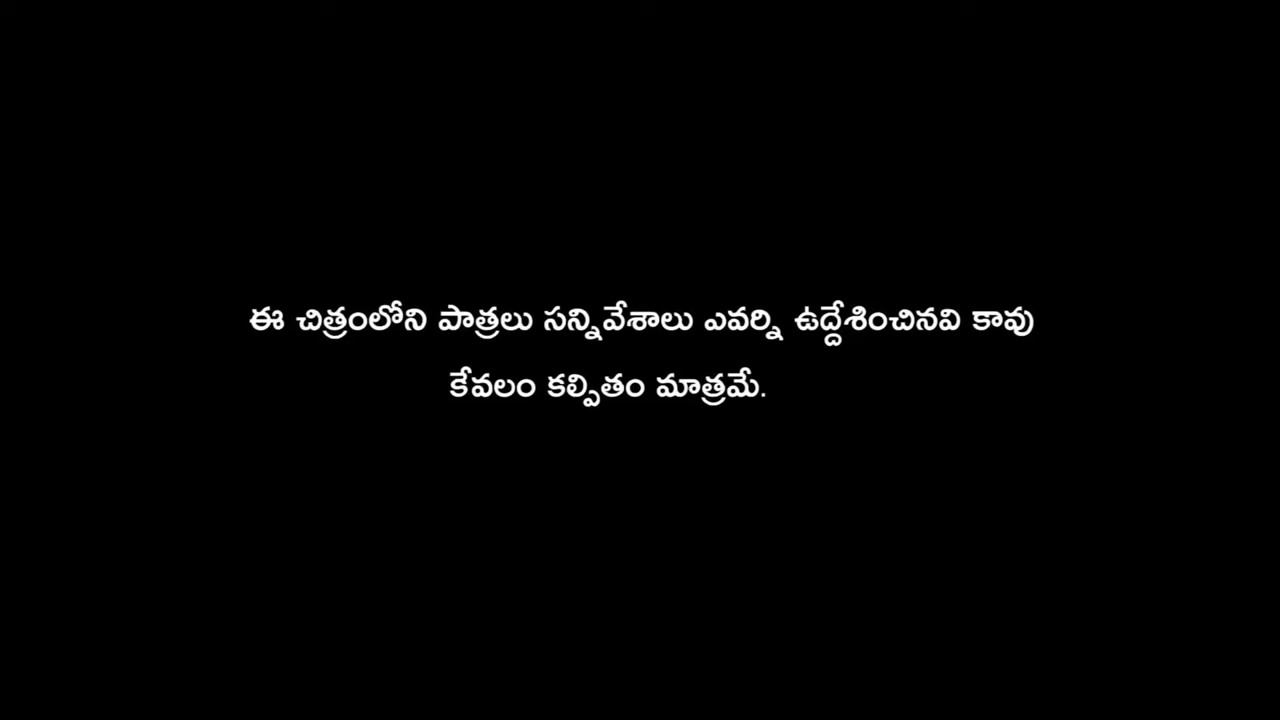 ఈ చిత్రంలోని పాత్రలు సన్నివేశాలు ఎవర్ని ఉద్దేశించినవి కావు
కేవలం కల్పితం మాత్రమే.